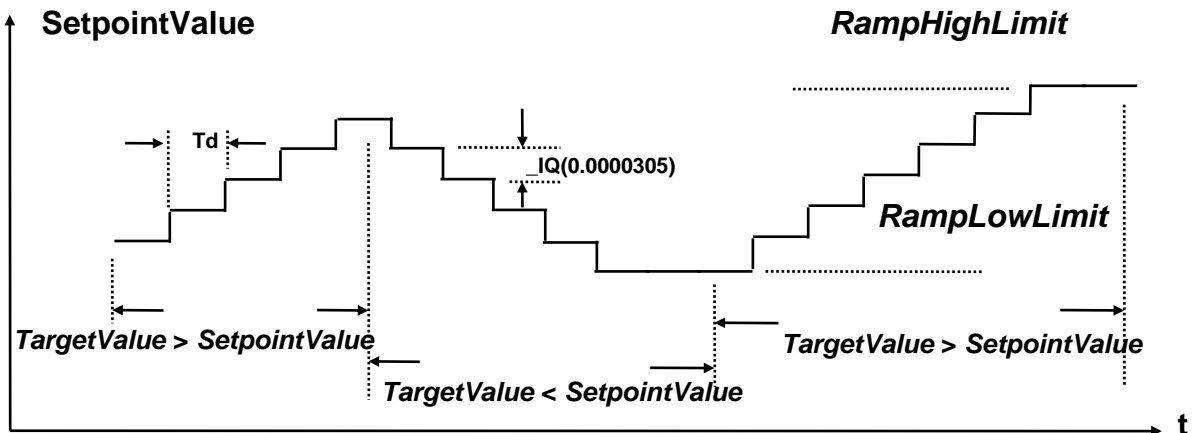 SetpointValue
RampHighLimit
Td
_IQ(0.0000305)
RampLowLimit
TargetValue > SetpointValue
TargetValue > SetpointValue
TargetValue < SetpointValue
t